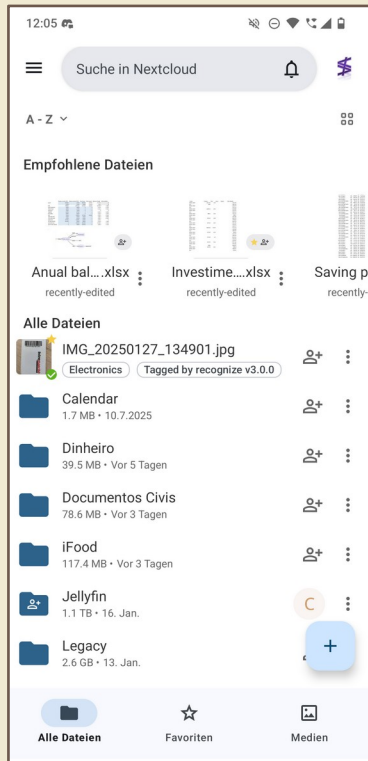 12:05
Suche in Nextcloud
A - Z
Empfohlene Dateien
Anual bal....xlsx
recently-edited
Investime....xlsx
recently-edited
Saving p
recently-
Alle Dateien
IMG_20250127_134901.jpg
Electronics
Tagged by recognize v3.0.0
Calendar
1.7 MB • 10.7.2025
Dinheiro
39.5 MB • Vor 5 Tagen
Documentos Civis
78.6 MB • Vor 3 Tagen
iFood
117.4 MB • Vor 3 Tagen
Jellyfin
1.1 TB • 16. Jan.
C
Legacy
2.6 GB • 13. Jan.
Alle Dateien
Favoriten
Medien